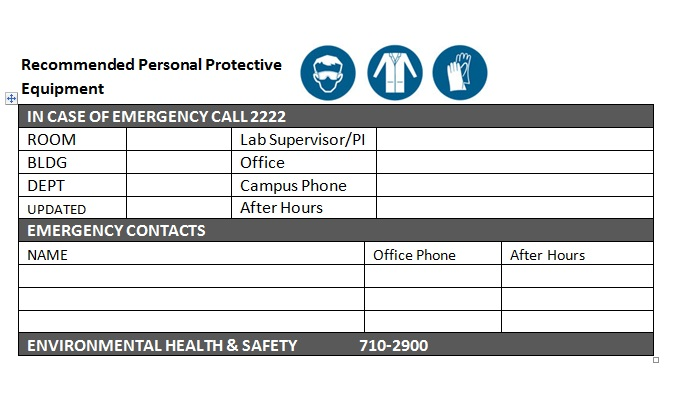 Recommended Personal Protective
Equipment
IN CASE OF EMERGENCY CALL 2222
ROOM Lab Supervisor/PI
BLDG Office
DEPT Campus Phone
UPDATED After Hours
EMERGENCY CONTACTS
NAME Office Phone After Hours
ENVIRONMENTAL HEALTH & SAFETY 710-2900